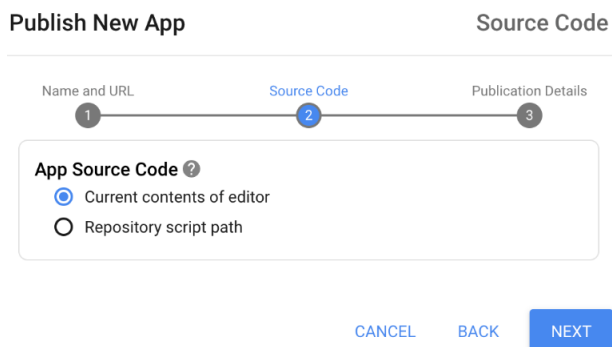 Publish New App
Source Code
Name and URL
Source Code
Publication Details
1
2
3
App Source Code ?
Current contents of editor
Repository script path
CANCEL
BACK
NEXT